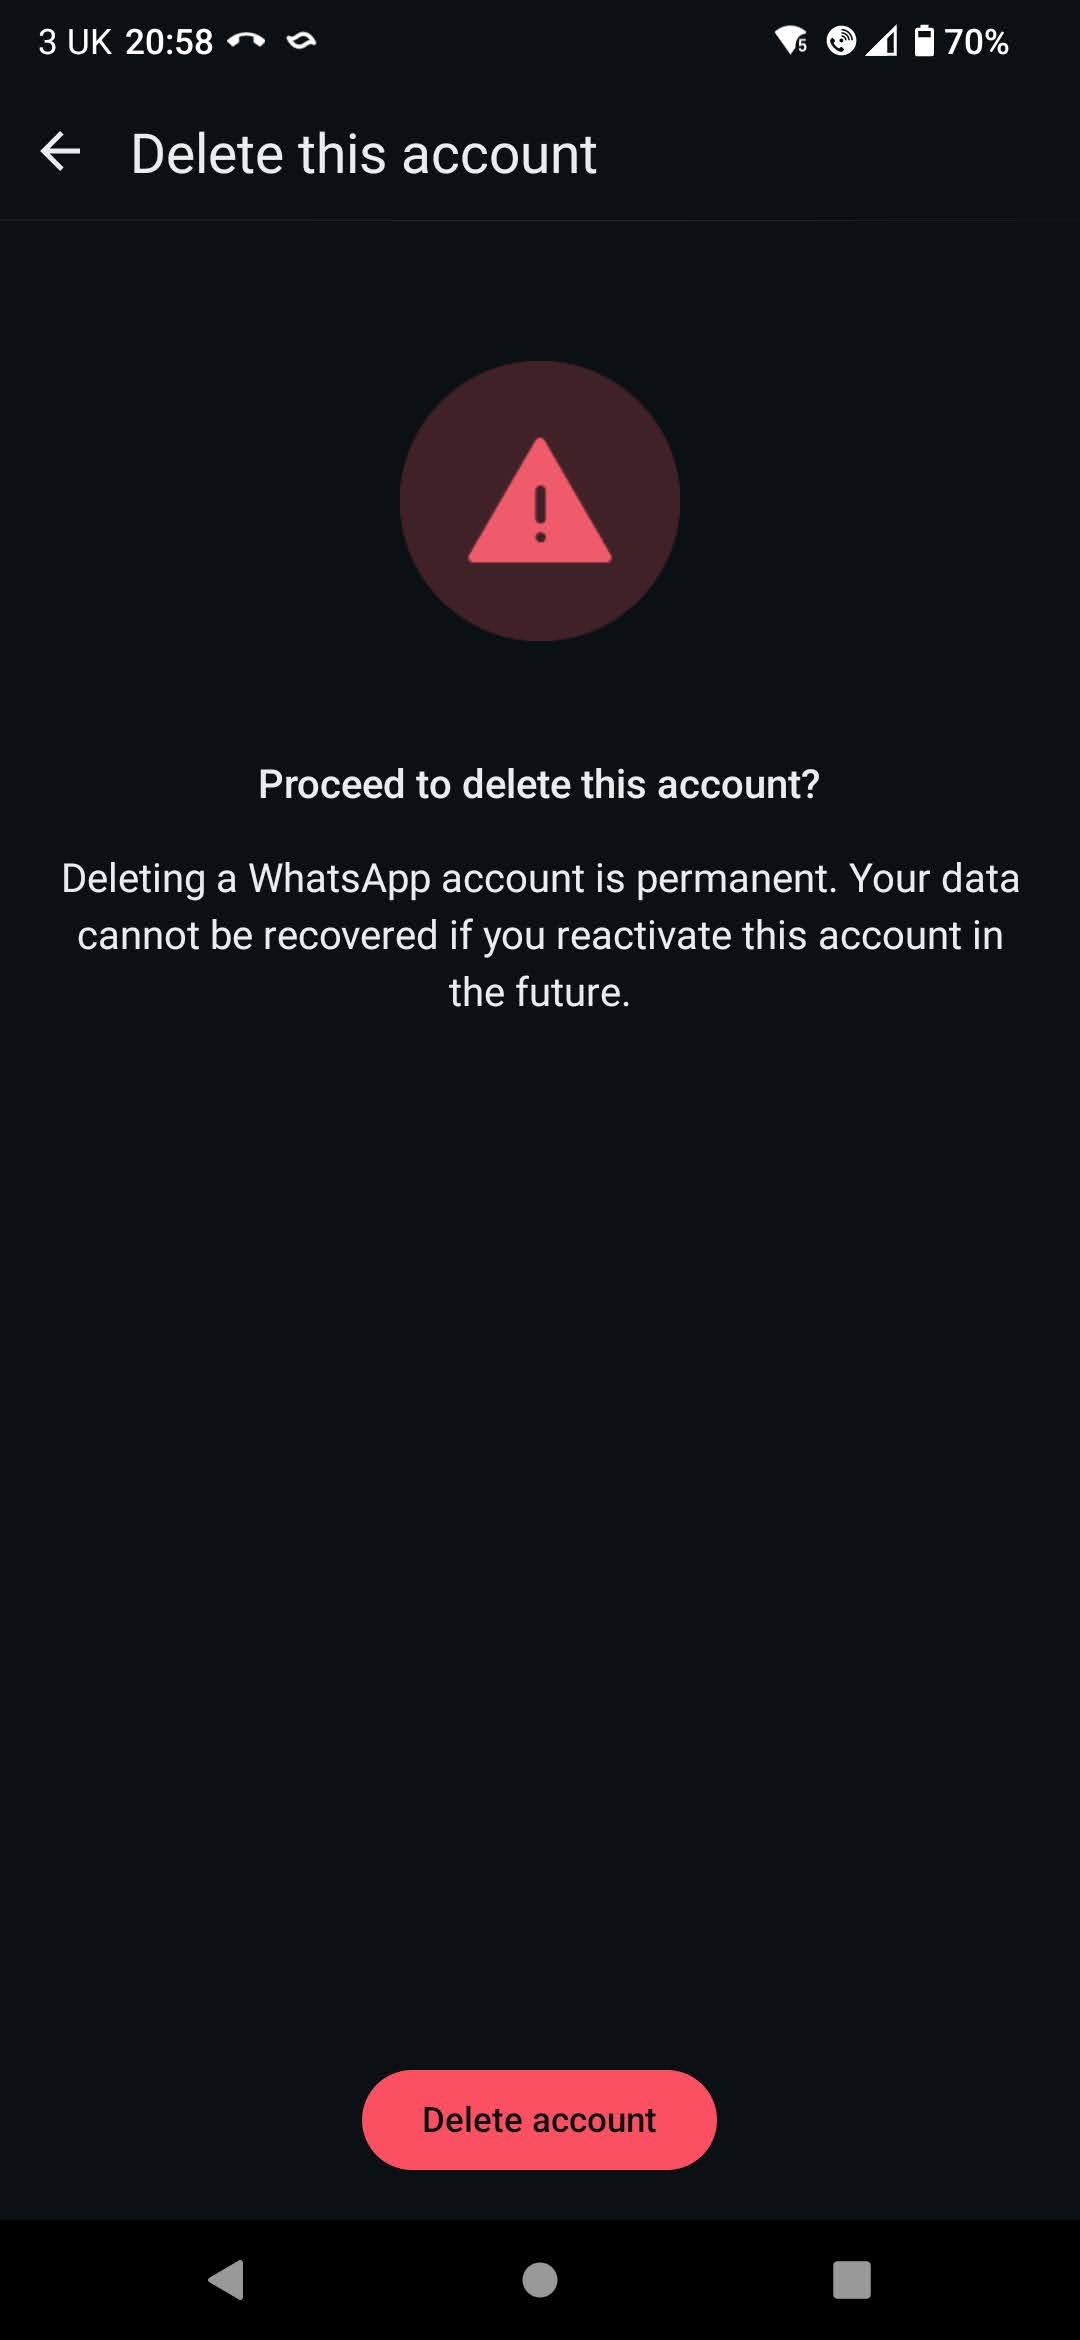 3 UK 20:58 5 70%
Delete this account
Proceed to delete this account?
Deleting a WhatsApp account is permanent. Your data
cannot be recovered if you reactivate this account in
the future.
Delete account